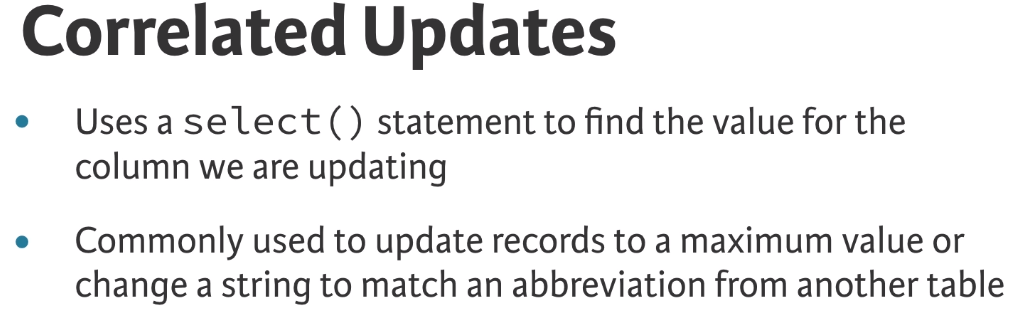 Correlated Updates
• Uses a select() statement to find the value for the
column we are updating
• Commonly used to update records to a maximum value or
change a string to match an abbreviation from another table